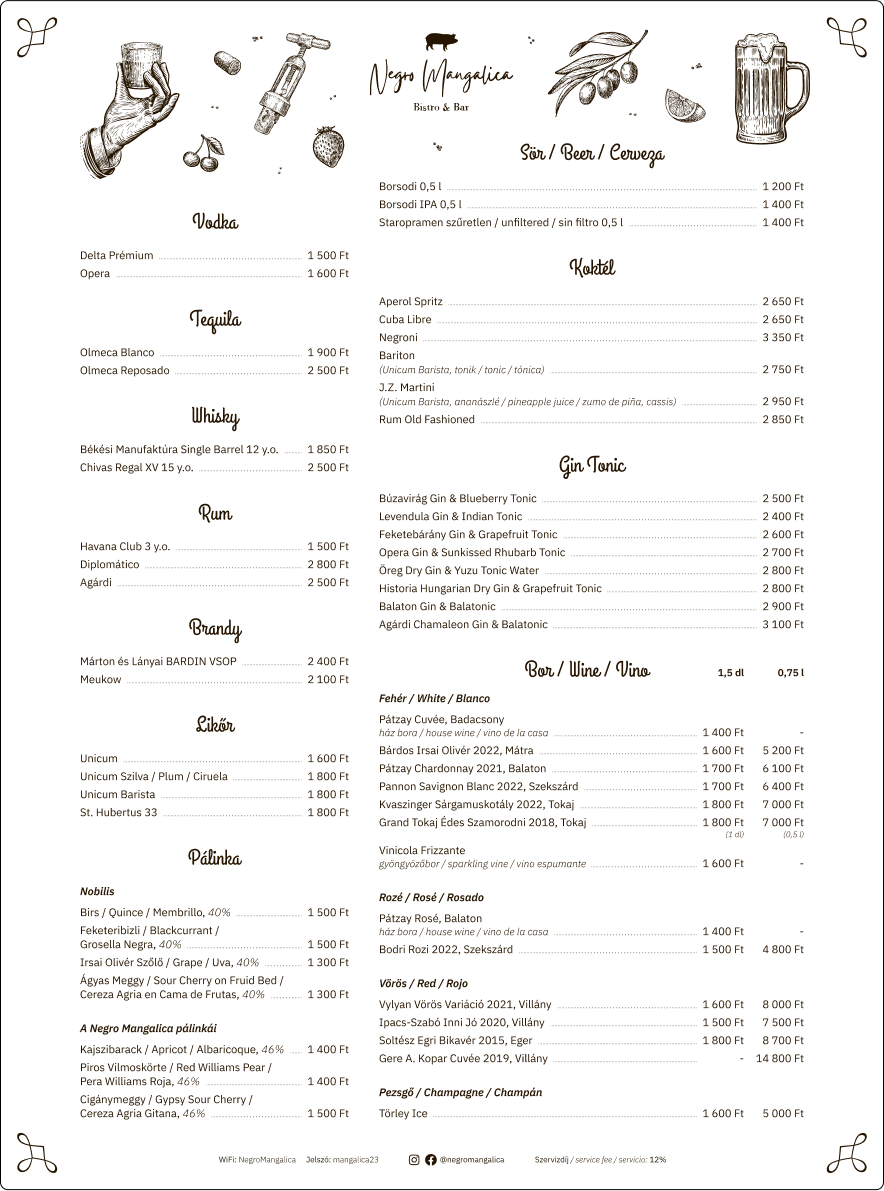 Negro Mangalica
Bistro & Bar
Vodka
Delta Prémium 1 500 Ft
Opera 1 600 Ft
Tequila
Olmeca Blanco 1 900 Ft
Olmeca Reposado 2 500 Ft
Whisky
Békési Manufaktúra Single Barrel 12 y.o. 1 850 Ft
Chivas Regal XV 15 y.o. 2 500 Ft
Rum
Havana Club 3 y.o. 1 500 Ft
Diplomático 2 800 Ft
Agárdi 2 500 Ft
Brandy
Márton és Lányai BARDIN VSOP 2 400 Ft
Meukow 2 100 Ft
Likőr
Unicum 1 600 Ft
Unicum Szilva / Plum / Ciruela 1 800 Ft
Unicum Barista 1 800 Ft
St. Hubertus 33 1 800 Ft
Pálinka
Nobilis
Birs / Quince / Membrillo, 40% 1 500 Ft
Feketeribizli / Blackcurrant /
Grosella Negra, 40% 1 500 Ft
Irsai Olivér Szőlő / Grape / Uva, 40% 1 300 Ft
Ágyas Meggy / Sour Cherry on Fruid Bed /
Cereza Agria en Cama de Frutas, 40% 1 300 Ft
A Negro Mangalica pálinkái
Kajszibarack / Apricot / Albaricoque, 46% 1 400 Ft
Piros Vilmoskörte / Red Williams Pear /
Pera Williams Roja, 46% 1 400 Ft
Cigánymeggy / Gypsy Sour Cherry /
Cereza Agria Gitana, 46% 1 500 Ft
Sör / Beer / Cerveza
Borsodi 0,5 l 1 200 Ft
Borsodi IPA 0,5 l 1 400 Ft
Staropramen szűretlen / unfiltered / sin filtro 0,5 l 1 400 Ft
Koktél
Aperol Spritz 2 650 Ft
Cuba Libre 2 650 Ft
Negroni 3 350 Ft
Bariton
(Unicum Barista, tonik / tonic / tónica) 2 750 Ft
J.Z. Martini
(Unicum Barista, ananászlé / pineapple juice / zumo de piña, cassis) 2 950 Ft
Rum Old Fashioned 2 850 Ft
Gin Tonic
Búzavirág Gin & Blueberry Tonic 2 500 Ft
Levendula Gin & Indian Tonic 2 400 Ft
Feketebárány Gin & Grapefruit Tonic 2 600 Ft
Opera Gin & Sunkissed Rhubarb Tonic 2 700 Ft
Öreg Dry Gin & Yuzu Tonic Water 2 800 Ft
Historia Hungarian Dry Gin & Grapefruit Tonic 2 800 Ft
Balaton Gin & Balatonic 2 900 Ft
Agárdi Chamaleon Gin & Balatonic 3 100 Ft
Bor / Wine / Vino 1,5 dl 0,75 l
Fehér / White / Blanco
Pátzay Cuvée, Badacsony
ház bora / house wine / vino de la casa 1 400 Ft -
Bárdos Irsai Olivér 2022, Mátra 1 600 Ft 5 200 Ft
Pátzay Chardonnay 2021, Balaton 1 700 Ft 6 100 Ft
Pannon Savignon Blanc 2022, Szekszárd 1 700 Ft 6 400 Ft
Kvaszinger Sárgamuskotály 2022, Tokaj 1 800 Ft 7 000 Ft
Grand Tokaj Édes Szamorodni 2018, Tokaj 1 800 Ft 7 000 Ft
(1 dl) (0,5 l)
Vinicola Frizzante
gyöngyözőbor / sparkling vine / vino espumante 1 600 Ft -
Rozé / Rosé / Rosado
Pátzay Rosé, Balaton
ház bora / house wine / vino de la casa 1 400 Ft -
Bodri Rozi 2022, Szekszárd 1 500 Ft 4 800 Ft
Vörös / Red / Rojo
Vylyan Vörös Variáció 2021, Villány 1 600 Ft 8 000 Ft
Ipacs-Szabó Inni Jó 2020, Villány 1 500 Ft 7 500 Ft
Soltész Egri Bikavér 2015, Eger 1 800 Ft 8 700 Ft
Gere A. Kopar Cuvée 2019, Villány - 14 800 Ft
Pezsgő / Champagne / Champán
Törley Ice 1 600 Ft 5 000 Ft
WiFi: NegroMangalica Jelszó: mangalica23 @negromangalica Szervizdíj / service fee / servicio: 12%